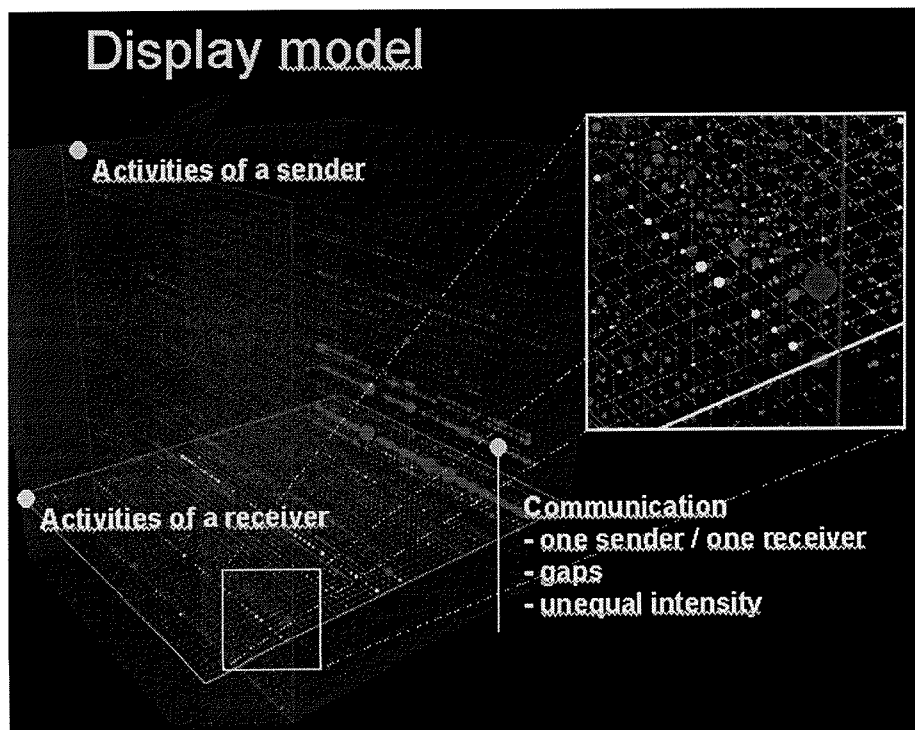 Display model
Activities of a sender
Activities of a receiver
Communication
- one sender / one receiver
- gaps
- unequal intensity